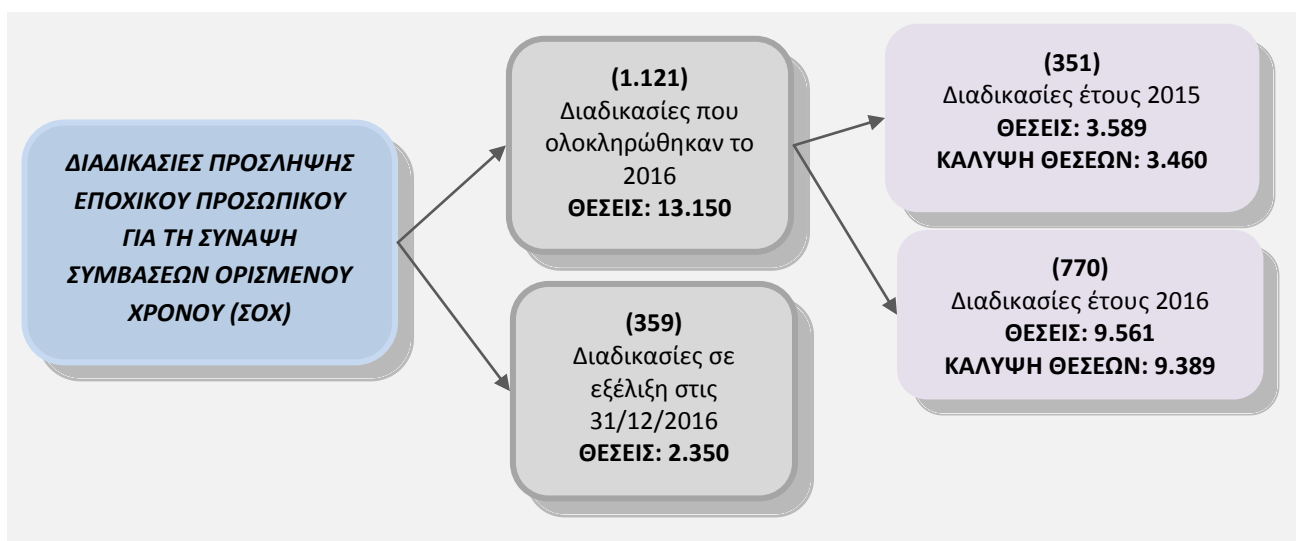 ΔΙΑΔΙΚΑΣΙΕΣ ΠΡΟΣΛΗΨΗΣ
ΕΠΟΧΙΚΟΥ ΠΡΟΣΩΠΙΚΟΥ
ΓΙΑ ΤΗ ΣΥΝΑΨΗ
ΣΥΜΒΑΣΕΩΝ ΟΡΙΣΜΕΝΟΥ
ΧΡΟΝΟΥ (ΣΟΧ)
(1.121)
Διαδικασίες που
ολοκληρώθηκαν το
2016
ΘΕΣΕΙΣ: 13.150
(359)
Διαδικασίες σε
εξέλιξη στις
31/12/2016
ΘΕΣΕΙΣ: 2.350
(351)
Διαδικασίες έτους 2015
ΘΕΣΕΙΣ: 3.589
ΚΑΛΥΨΗ ΘΕΣΕΩΝ: 3.460
(770)
Διαδικασίες έτους 2016
ΘΕΣΕΙΣ: 9.561
ΚΑΛΥΨΗ ΘΕΣΕΩΝ: 9.389